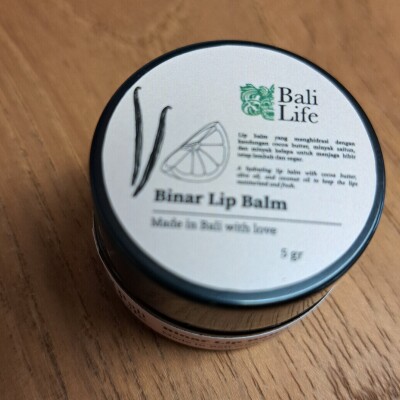 Bali
Life
Lip balm yang menghidrasi dengan
kandungan cocoa butter, minyak zaitun,
dan minyak kelapa untuk menjaga bibir
tetap lembab dan segar.
A hydrating lip balm with cocoa butter,
olive oil, and coconut oil to keep the lips
moisturized and fresh.
Binar Lip Balm
Made in Bali with love
5 gr